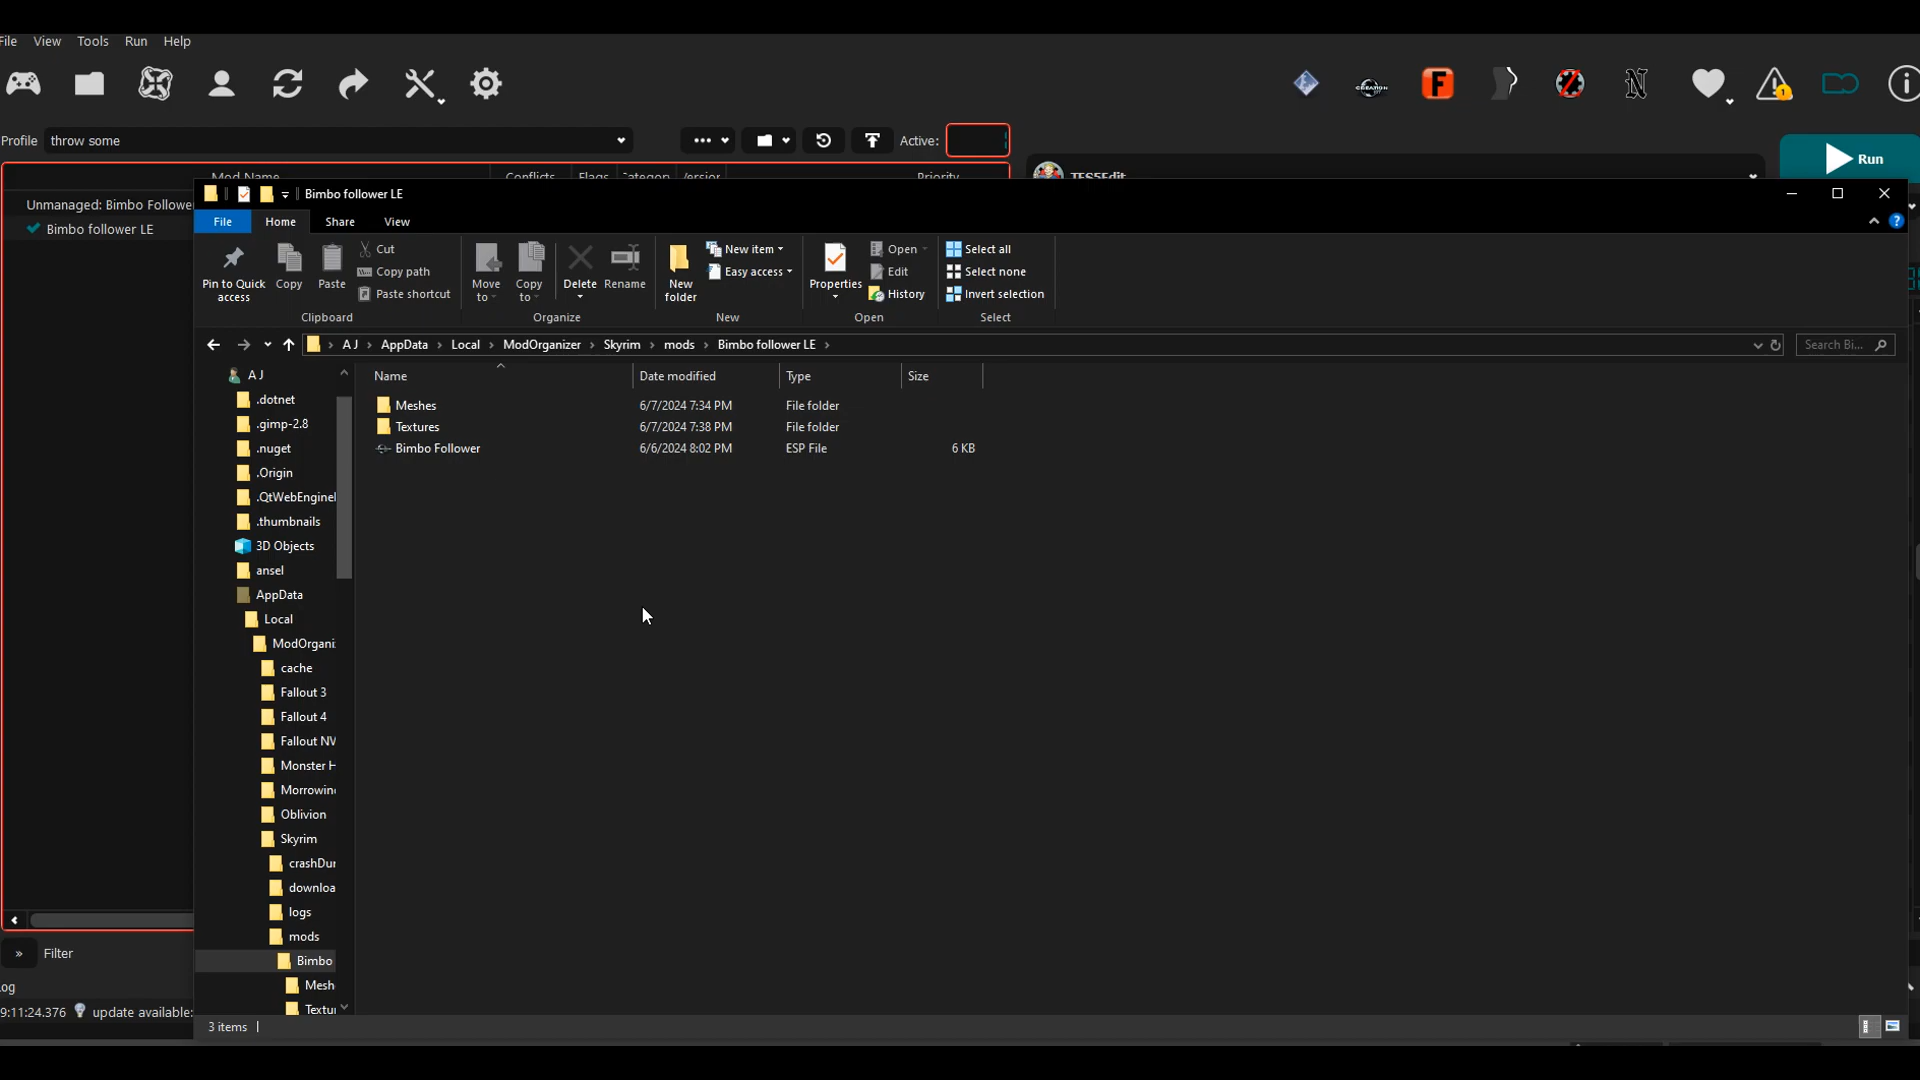 File View Tools Run Help
Profile throw some Active:
Mod Name Conflicts Flags Priority
TES5Edit Run
Unmanaged: Bimbo Followe
Bimbo follower LE
Bimbo follower LE
File Home Share View
Pin to Quick access Copy Paste Cut Copy path Paste shortcut
Move to Copy to Delete Rename
New folder New item Easy access
Properties Open Edit History
Select all Select none Invert selection
Clipboard Organize New Open Select
A J AppData Local ModOrganizer Skyrim mods Bimbo follower LE Search Bi...
Name Date modified Type Size
Meshes 6/7/2024 7:34 PM File folder
Textures 6/7/2024 7:38 PM File folder
Bimbo Follower 6/6/2024 8:02 PM ESP File 6 KB
A J
.dotnet
.gimp-2.8
.nuget
.Origin
.QtWebEngine
.thumbnails
3D Objects
ansel
AppData
Local
ModOrgani
cache
Fallout 3
Fallout 4
Fallout NV
Monster H
Morrowin
Oblivion
Skyrim
crashDu
downloa
logs
mods
Bimbo
Mesh
Textu
Filter
og
9:11:24.376 update available:
3 items